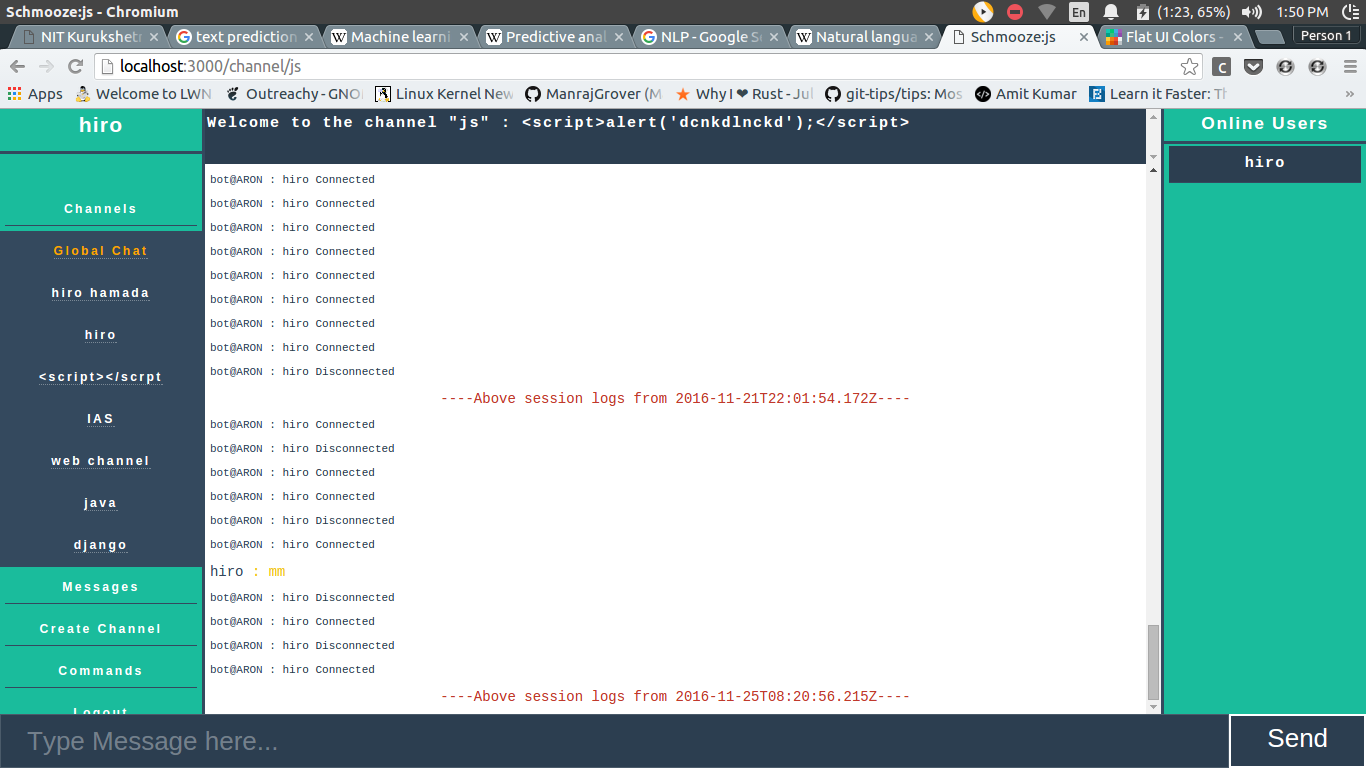 Schmooze:js - Chromium
En (1:23, 65%) 1:50 PM
NIT Kurukshetr text prediction Machine learni Predictive anal NLP - Google S Natural langua Schmooze:js Flat UI Colors - Person 1
localhost:3000/channel/js
Apps Welcome to LWN Outreachy - GNO Linux Kernel New ManrajGrover (M Why I ❤ Rust - Jul git-tips/tips: Mos Amit Kumar Learn it Faster: Th »
hiro
Channels
Global Chat
hiro hamada
hiro
<script></scrpt
IAS
web channel
java
django
Messages
Create Channel
Commands
Logout
Welcome to the channel "js" : <script>alert('dcnkdlnckd');</script>
bot@ARON : hiro Connected
bot@ARON : hiro Connected
bot@ARON : hiro Connected
bot@ARON : hiro Connected
bot@ARON : hiro Connected
bot@ARON : hiro Connected
bot@ARON : hiro Connected
bot@ARON : hiro Connected
bot@ARON : hiro Disconnected
----Above session logs from 2016-11-21T22:01:54.172Z----
bot@ARON : hiro Connected
bot@ARON : hiro Disconnected
bot@ARON : hiro Connected
bot@ARON : hiro Connected
bot@ARON : hiro Disconnected
bot@ARON : hiro Connected
hiro : mm
bot@ARON : hiro Disconnected
bot@ARON : hiro Connected
bot@ARON : hiro Disconnected
bot@ARON : hiro Connected
----Above session logs from 2016-11-25T08:20:56.215Z----
Online Users
hiro
Type Message here...
Send